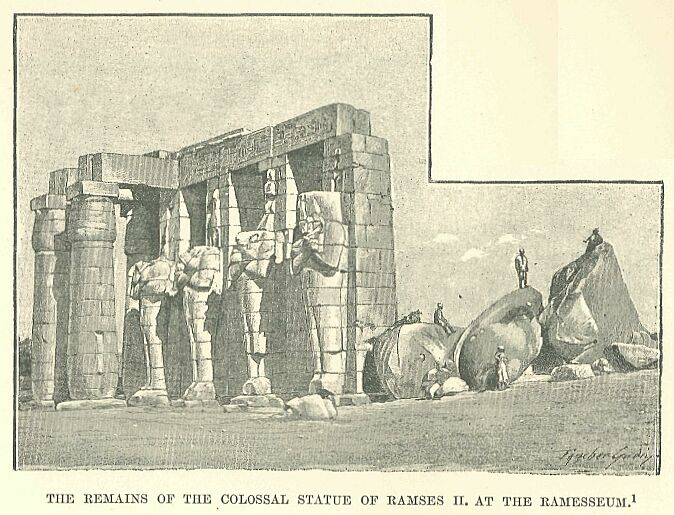 THE REMAINS OF THE COLOSSAL STATUE OF RAMSES II. AT THE RAMESSEUM.¹